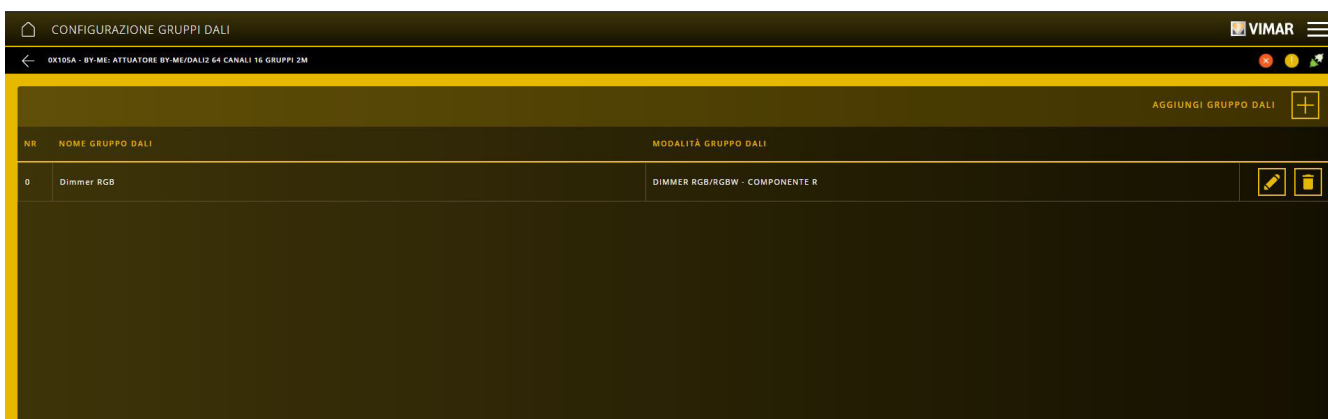 CONFIGURAZIONE GRUPPI DALI
VIMAR
0X105A - BY-ME: ATTUATORE BY-ME/DALI2 64 CANALI 16 GRUPPI 2M
AGGIUNGI GRUPPO DALI
NR NOME GRUPPO DALI MODALITÀ GRUPPO DALI
0 Dimmer RGB DIMMER RGB/RGBW - COMPONENTE R